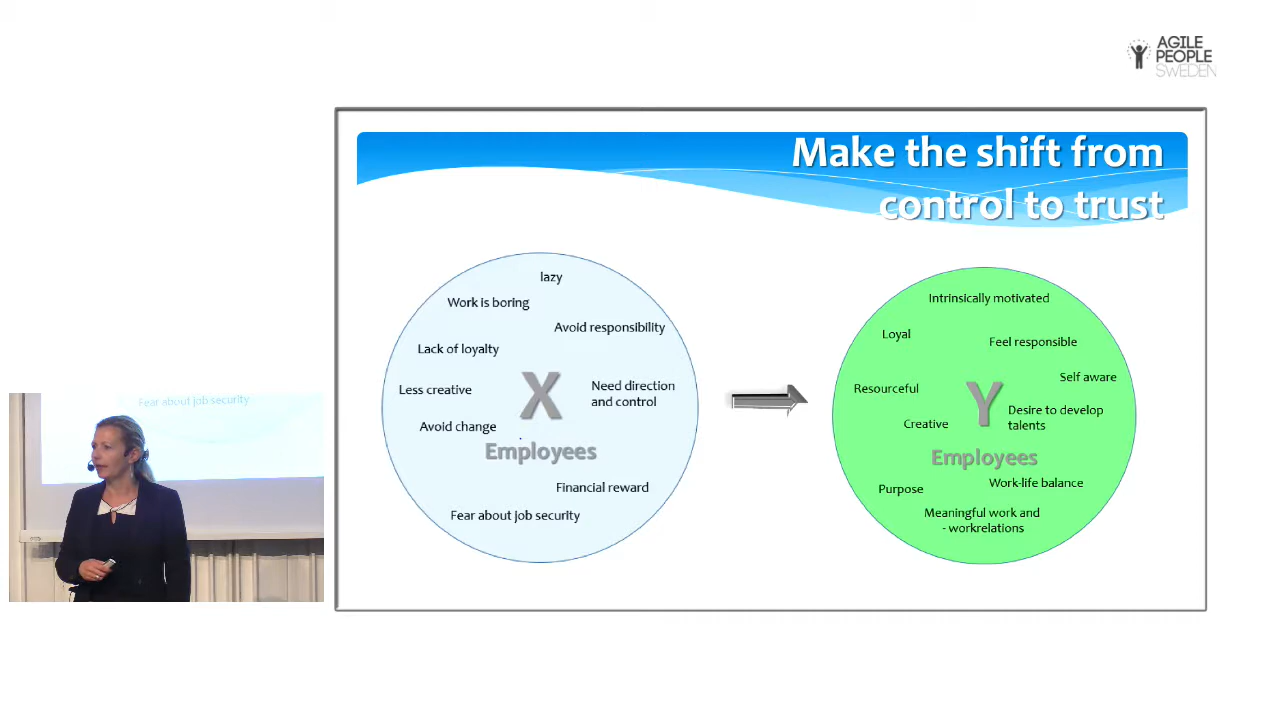 AGILE
PEOPLE
SWEDEN
Make the shift from
control to trust
lazy
Work is boring
Avoid responsibility
Lack of loyalty
Less creative
Need direction
and control
Avoid change
X
Employees
Financial reward
Fear about job security
Intrinsically motivated
Loyal
Feel responsible
Self aware
Resourceful
Desire to develop
talents
Creative
Y
Employees
Purpose
Work-life balance
Meaningful work and
- workrelations
Fear about job security